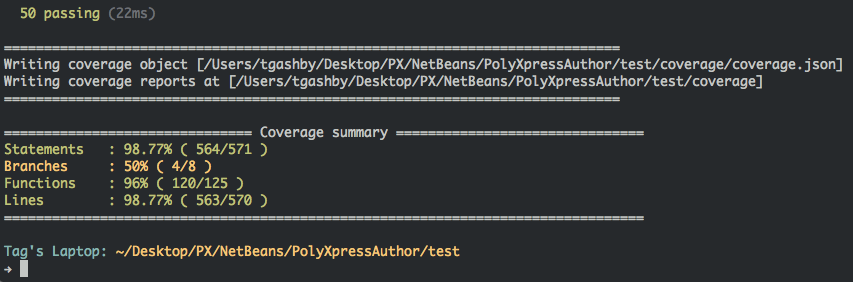 50 passing (22ms)
=============================================================================
Writing coverage object [/Users/tgashby/Desktop/PX/NetBeans/PolyXpressAuthor/test/coverage/coverage.json]
Writing coverage reports at [/Users/tgashby/Desktop/PX/NetBeans/PolyXpressAuthor/test/coverage]
=============================================================================
=============================== Coverage summary ===============================
Statements   : 98.77% ( 564/571 )
Branches     : 50% ( 4/8 )
Functions    : 96% ( 120/125 )
Lines        : 98.77% ( 563/570 )
================================================================================
Tag's Laptop: ~/Desktop/PX/NetBeans/PolyXpressAuthor/test
→